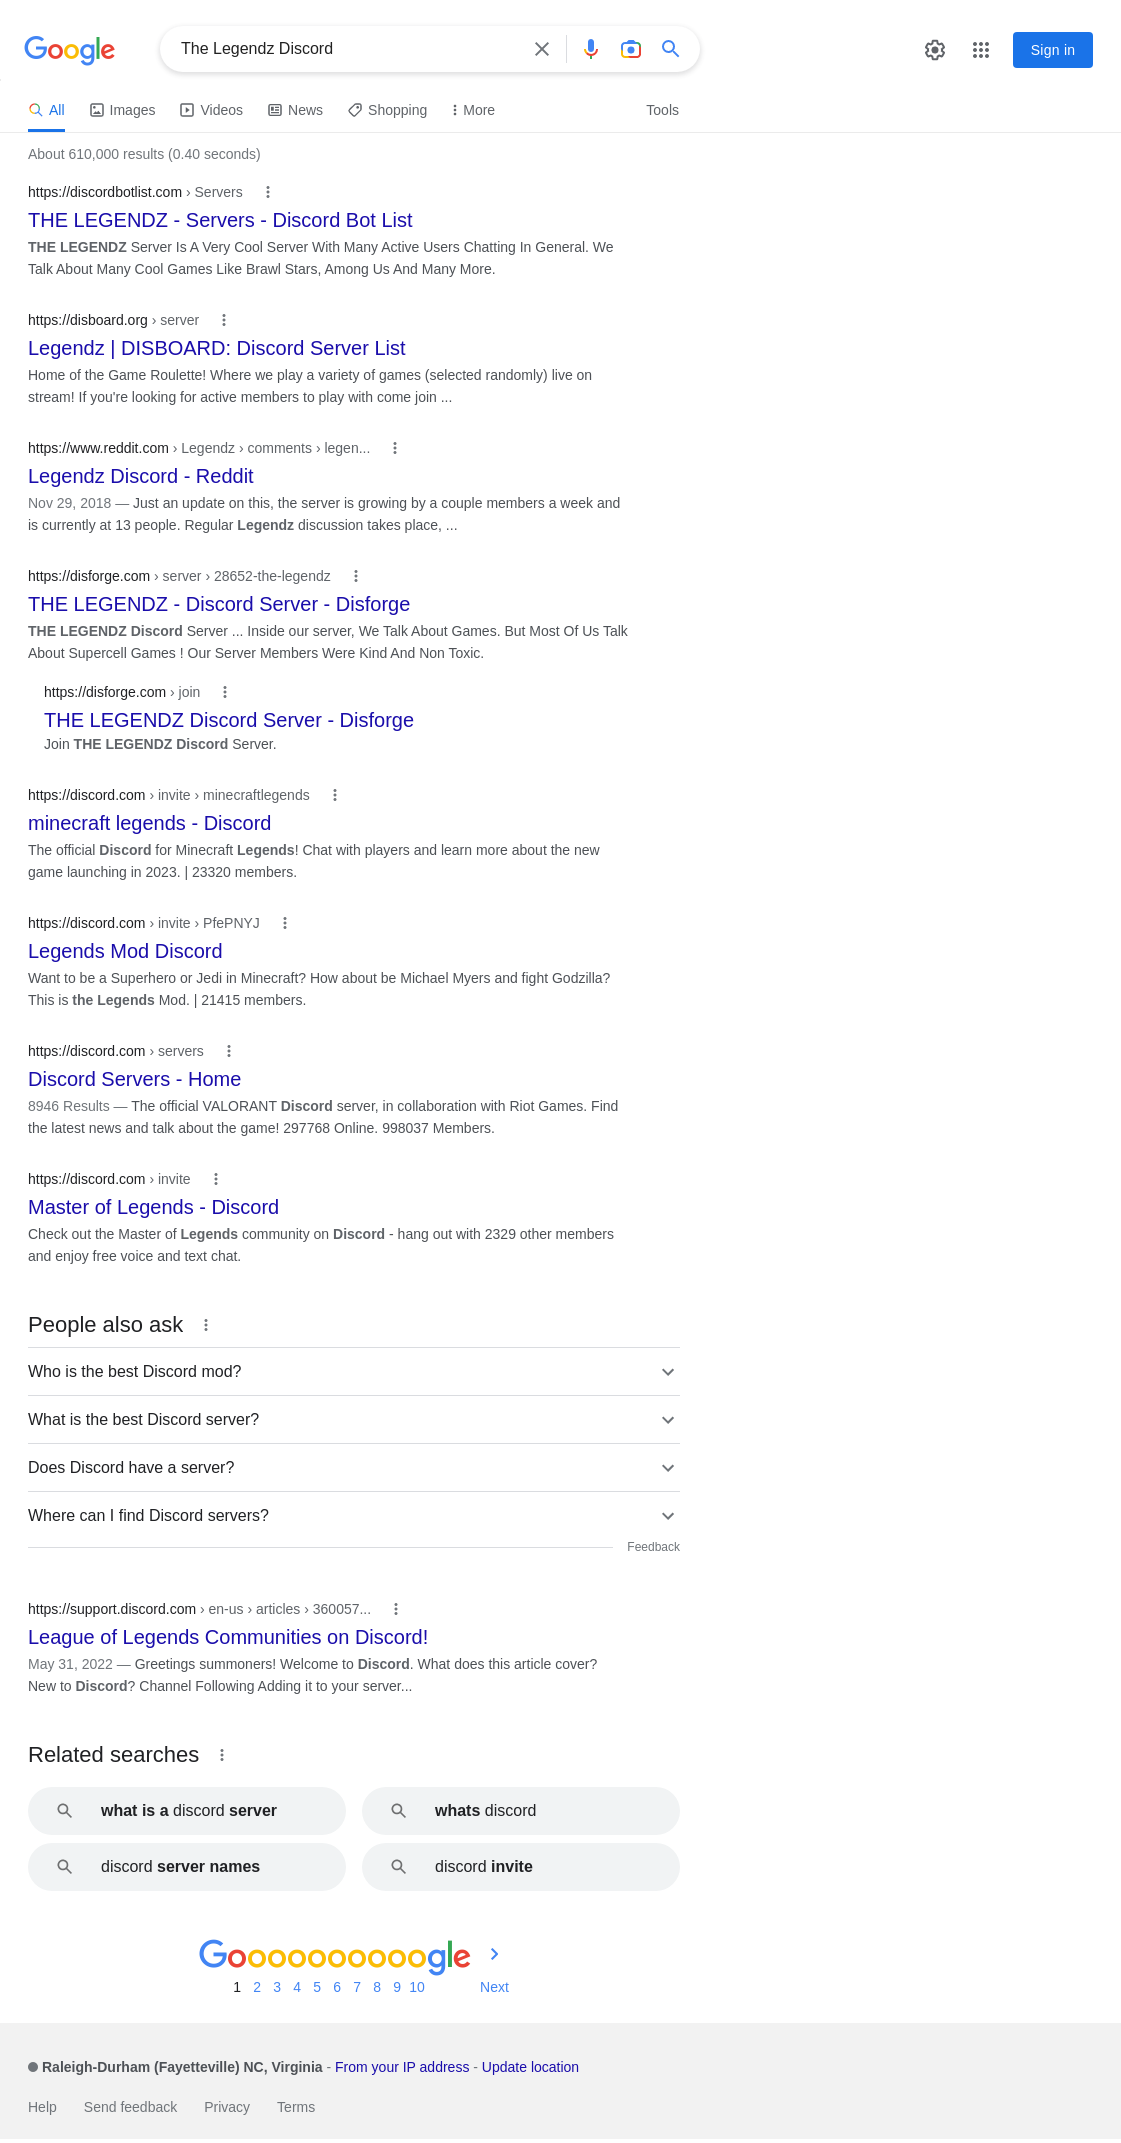 Google
The Legendz Discord
Sign in
All
Images
Videos
News
Shopping
More
Tools
About 610,000 results (0.40 seconds)
https://discordbotlist.com › Servers
THE LEGENDZ - Servers - Discord Bot List
THE LEGENDZ Server Is A Very Cool Server With Many Active Users Chatting In General. We
Talk About Many Cool Games Like Brawl Stars, Among Us And Many More.
https://disboard.org › server
Legendz | DISBOARD: Discord Server List
Home of the Game Roulette! Where we play a variety of games (selected randomly) live on
stream! If you're looking for active members to play with come join ...
https://www.reddit.com › Legendz › comments › legen...
Legendz Discord - Reddit
Nov 29, 2018 — Just an update on this, the server is growing by a couple members a week and
is currently at 13 people. Regular Legendz discussion takes place, ...
https://disforge.com › server › 28652-the-legendz
THE LEGENDZ - Discord Server - Disforge
THE LEGENDZ Discord Server ... Inside our server, We Talk About Games. But Most Of Us Talk
About Supercell Games ! Our Server Members Were Kind And Non Toxic.
https://disforge.com › join
THE LEGENDZ Discord Server - Disforge
Join THE LEGENDZ Discord Server.
https://discord.com › invite › minecraftlegends
minecraft legends - Discord
The official Discord for Minecraft Legends! Chat with players and learn more about the new
game launching in 2023. | 23320 members.
https://discord.com › invite › PfePNYJ
Legends Mod Discord
Want to be a Superhero or Jedi in Minecraft? How about be Michael Myers and fight Godzilla?
This is the Legends Mod. | 21415 members.
https://discord.com › servers
Discord Servers - Home
8946 Results — The official VALORANT Discord server, in collaboration with Riot Games. Find
the latest news and talk about the game! 297768 Online. 998037 Members.
https://discord.com › invite
Master of Legends - Discord
Check out the Master of Legends community on Discord - hang out with 2329 other members
and enjoy free voice and text chat.
People also ask
Who is the best Discord mod?
What is the best Discord server?
Does Discord have a server?
Where can I find Discord servers?
Feedback
https://support.discord.com › en-us › articles › 360057...
League of Legends Communities on Discord!
May 31, 2022 — Greetings summoners! Welcome to Discord. What does this article cover?
New to Discord? Channel Following Adding it to your server...
Related searches
what is a discord server
whats discord
discord server names
discord invite
Goooooooooogle
1 2 3 4 5 6 7 8 9 10 Next
Raleigh-Durham (Fayetteville) NC, Virginia - From your IP address - Update location
Help Send feedback Privacy Terms